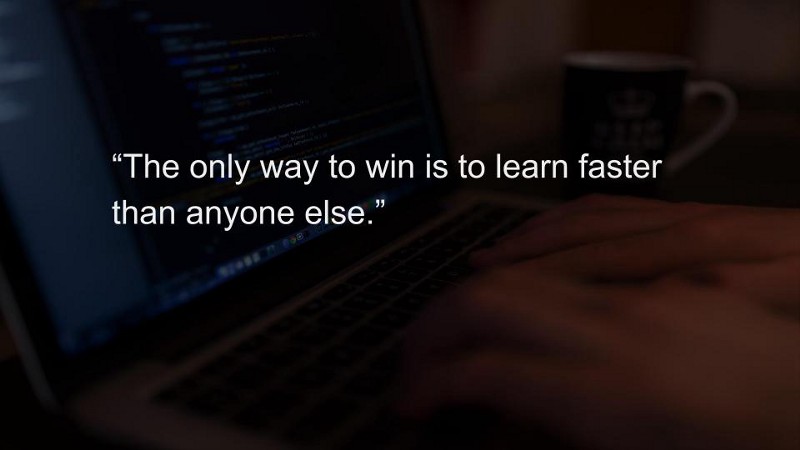 “The only way to win is to learn faster
than anyone else.”